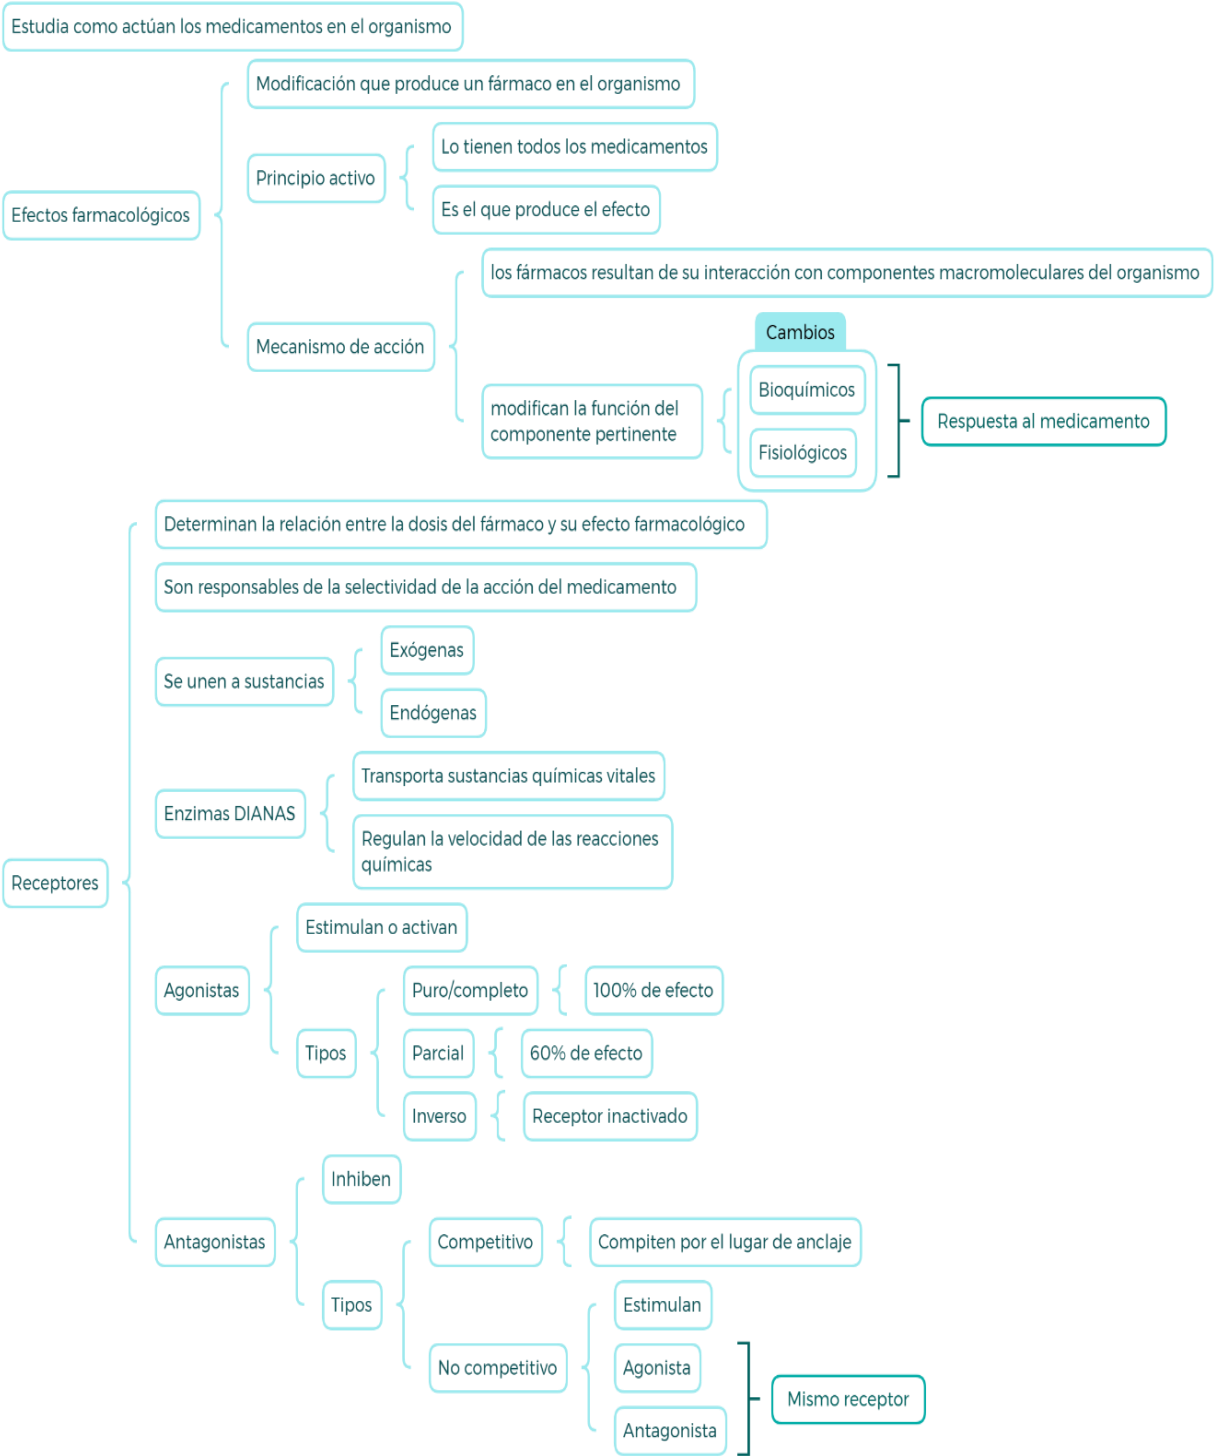 Estudia como actúan los medicamentos en el organismo
Efectos farmacológicos
Modificación que produce un fármaco en el organismo
Principio activo
Lo tienen todos los medicamentos
Es el que produce el efecto
Mecanismo de acción
los fármacos resultan de su interacción con componentes macromoleculares del organismo
modifican la función del
componente pertinente
Cambios
Bioquímicos
Fisiológicos
Respuesta al medicamento
Receptores
Determinan la relación entre la dosis del fármaco y su efecto farmacológico
Son responsables de la selectividad de la acción del medicamento
Se unen a sustancias
Exógenas
Endógenas
Enzimas DIANAS
Transporta sustancias químicas vitales
Regulan la velocidad de las reacciones
químicas
Agonistas
Estimulan o activan
Tipos
Puro/completo
100% de efecto
Parcial
60% de efecto
Inverso
Receptor inactivado
Antagonistas
Inhiben
Tipos
Competitivo
Compiten por el lugar de anclaje
No competitivo
Estimulan
Agonista
Antagonista
Mismo receptor